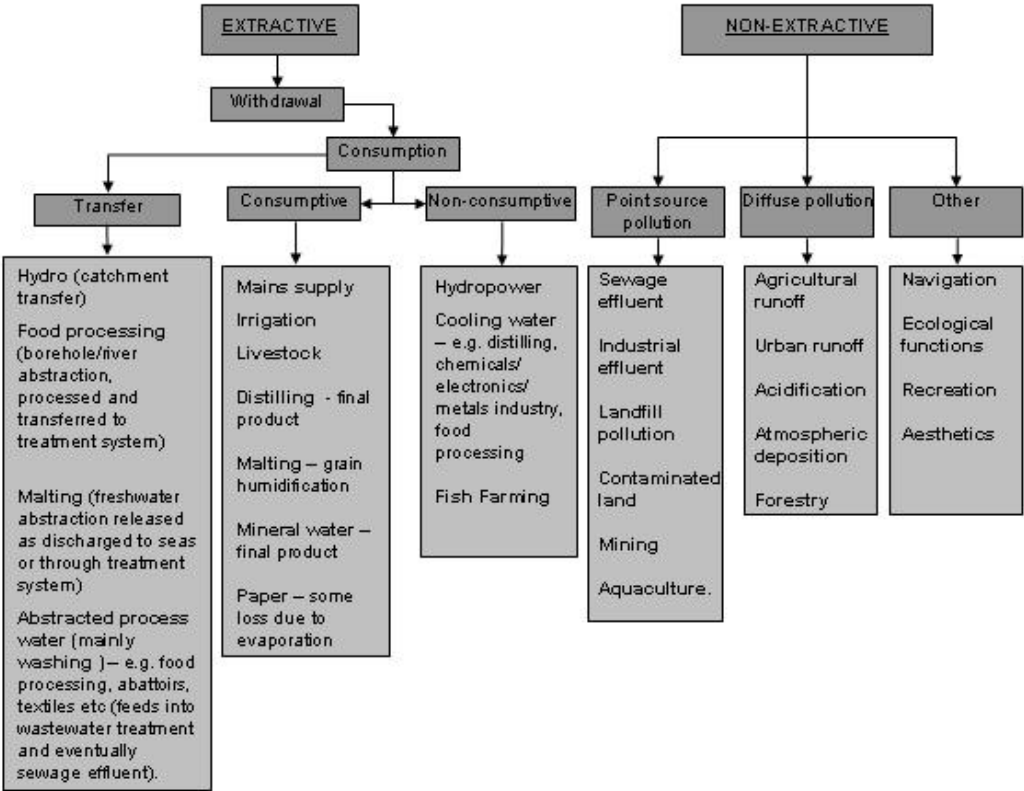 EXTRACTIVE
NON-EXTRACTIVE
Withdrawal
Consumption
Transfer
Consumptive
Non-consumptive
Point source
pollution
Diffuse pollution
Other
Hydro (catchment
transfer)
Food processing
(borehole/river
abstraction,
processed and
transferred to
treatment system)
Malting (freshwater
abstraction released
as discharged to seas
or through treatment
system)
Abstracted process
water (mainly
washing ) – e.g. food
processing, abattoirs,
textiles etc (feeds into
wastewater treatment
and eventually
sewage effluent).
Mains supply
Irrigation
Livestock
Distilling - final
product
Malting – grain
humidification
Mineral water –
final product
Paper – some
loss due to
evaporation
Hydropower
Cooling water
– e.g. distilling,
chemicals/
electronics/
metals industry,
food
processing
Fish Farming
Sewage
effluent
Industrial
effluent
Landfill
pollution
Contaminated
land
Mining
Aquaculture.
Agricultural
runoff
Urban runoff
Acidification
Atmospheric
deposition
Forestry
Navigation
Ecological
functions
Recreation
Aesthetics